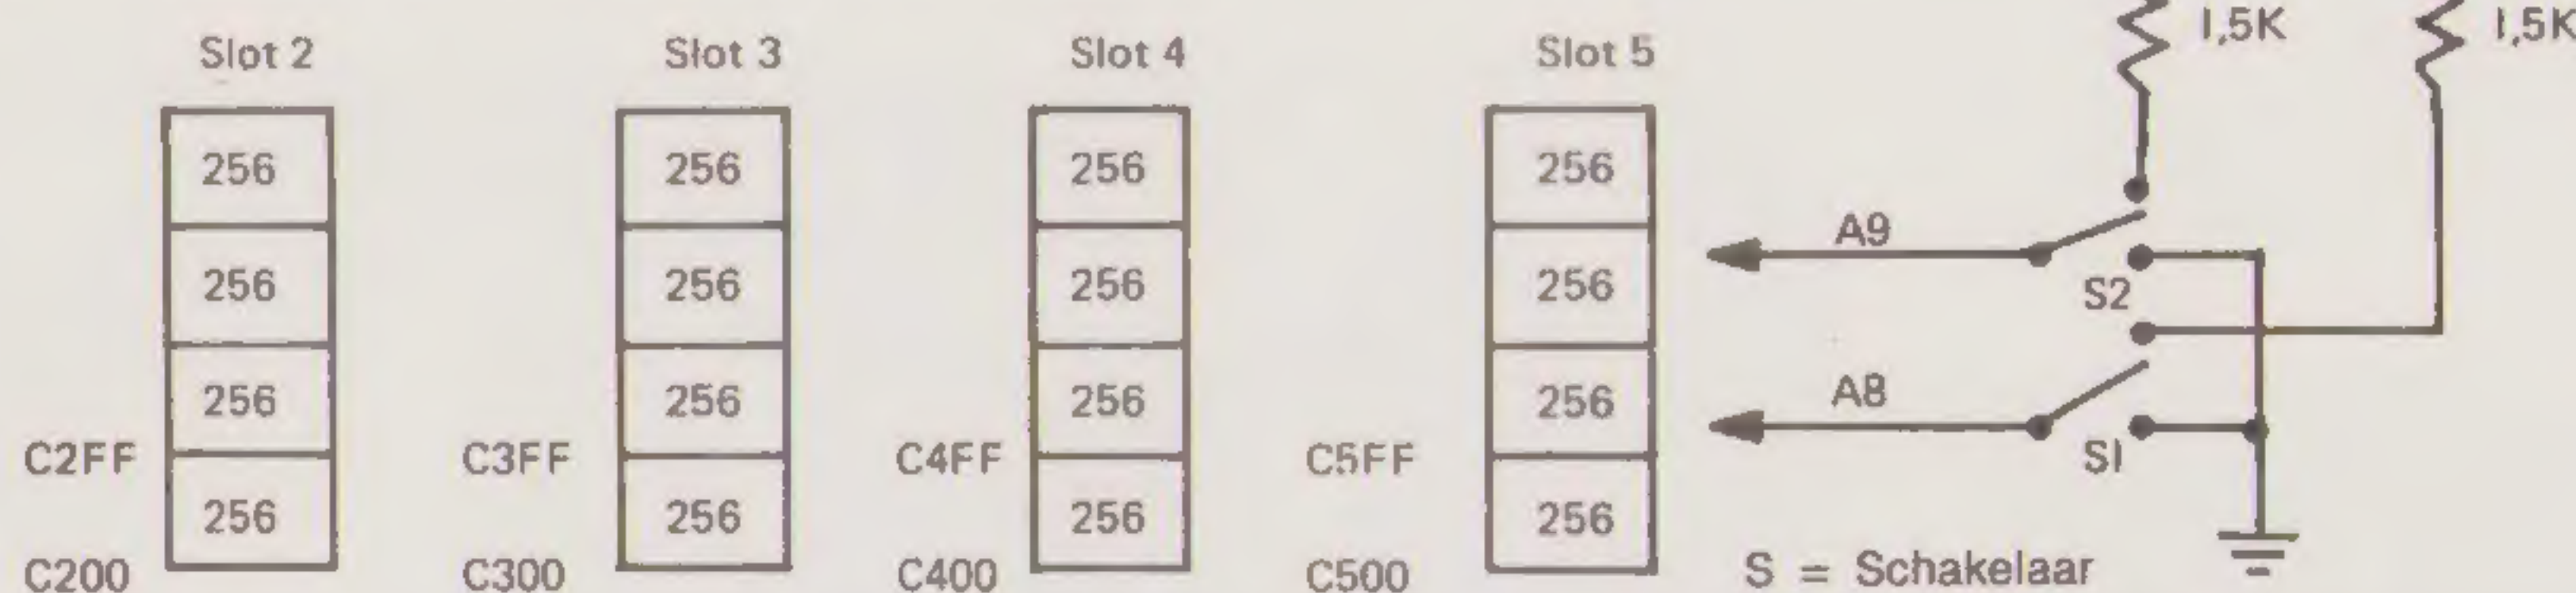 1,5K 1,5K
Slot 2 Slot 3 Slot 4 Slot 5
256 256 256 256
A9
256 256 256 256
S2
256 256 256 256
A8
C2FF C3FF C4FF C5FF
S1
256 256 256 256
C200 C300 C400 C500
S = Schakelaar